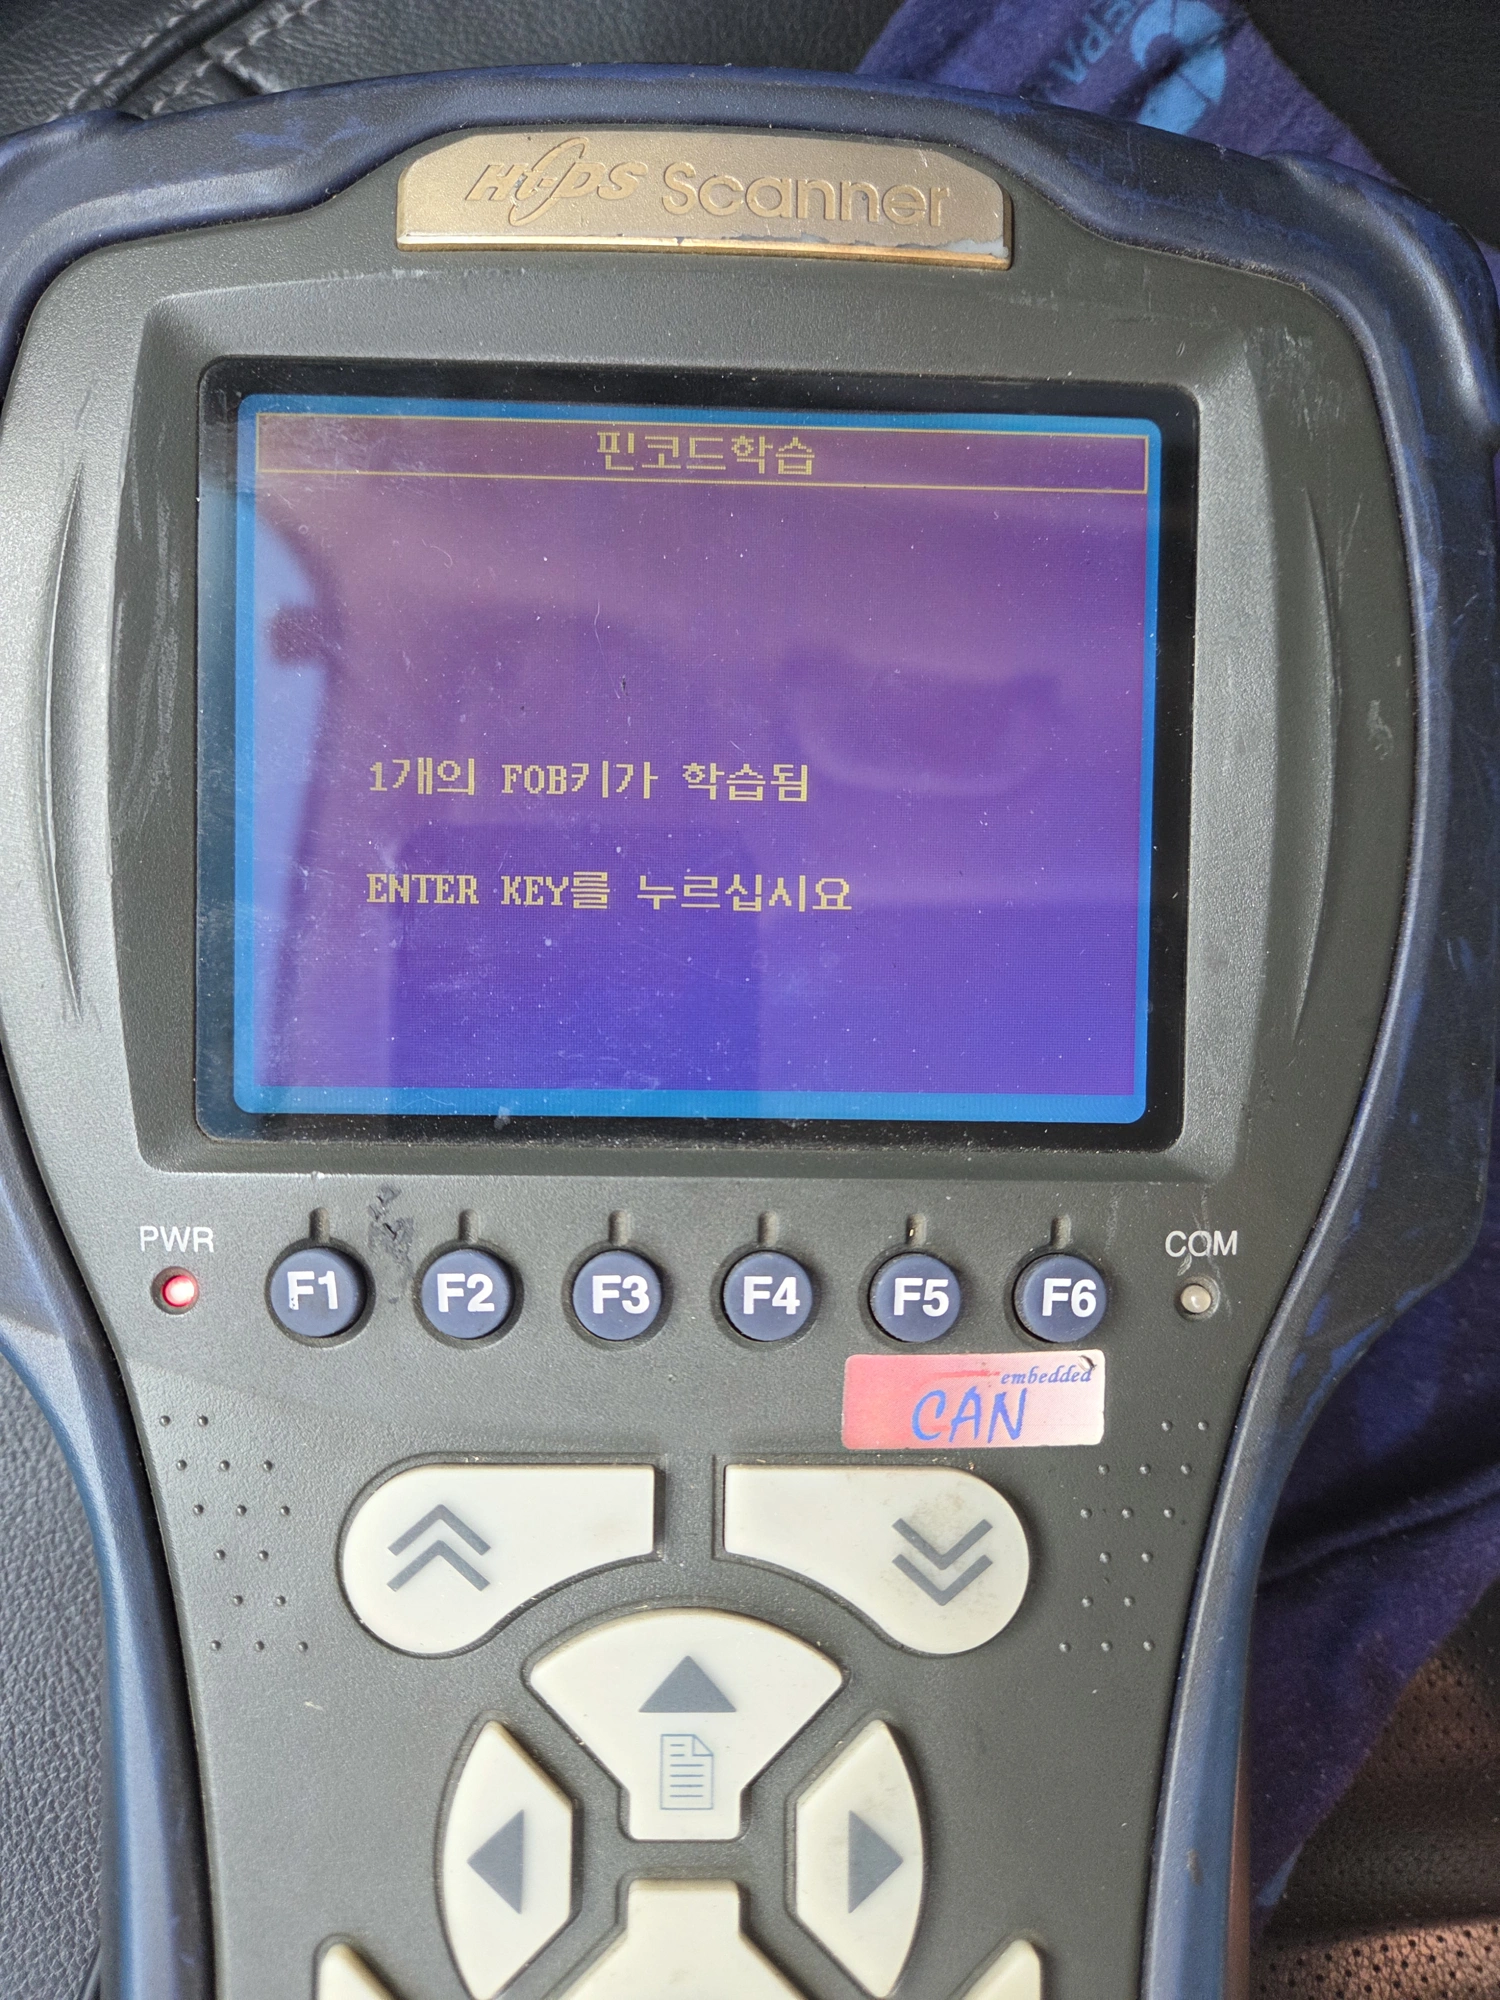 EPA
Hi-DS Scanner
핀코드학습
1개의 FOB키가 학습됨
ENTER KEY를 누르십시요
PWR
F1 F2 F3 F4 F5 F6
COM
embedded
CAN